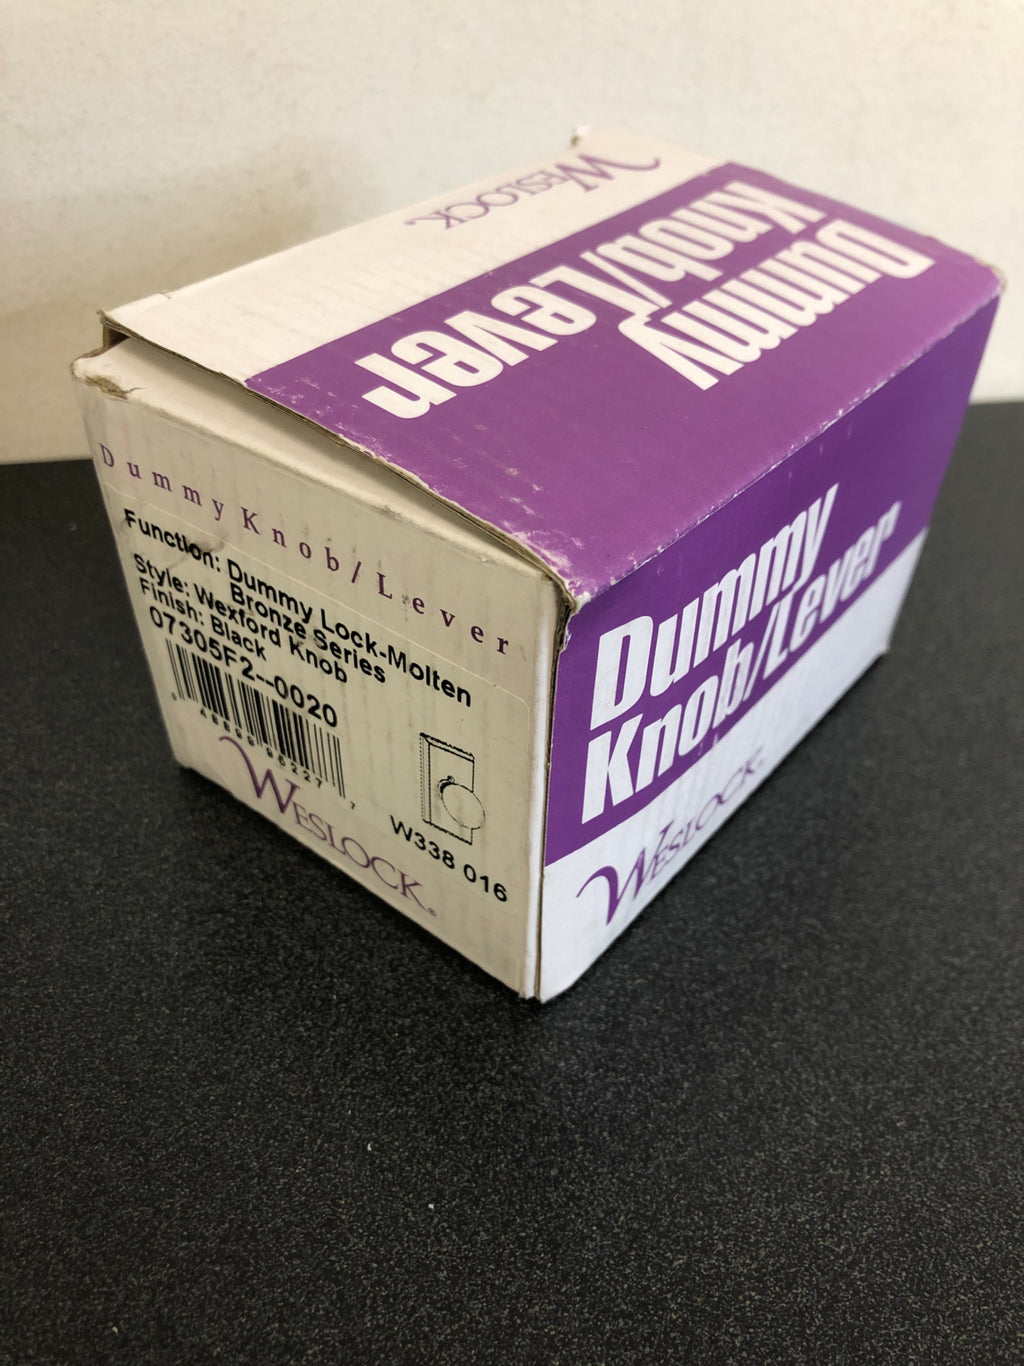 WESLOCK®
Dummy
Knob/Lever
Dummy Knob/Lever
Function: Dummy Lock-Molten
Bronze Series
Style: Wexford Knob
Finish: Black
07305F2--0020
W338 016
WESLOCK®
Dummy
Knob/Lever
WESLOCK®